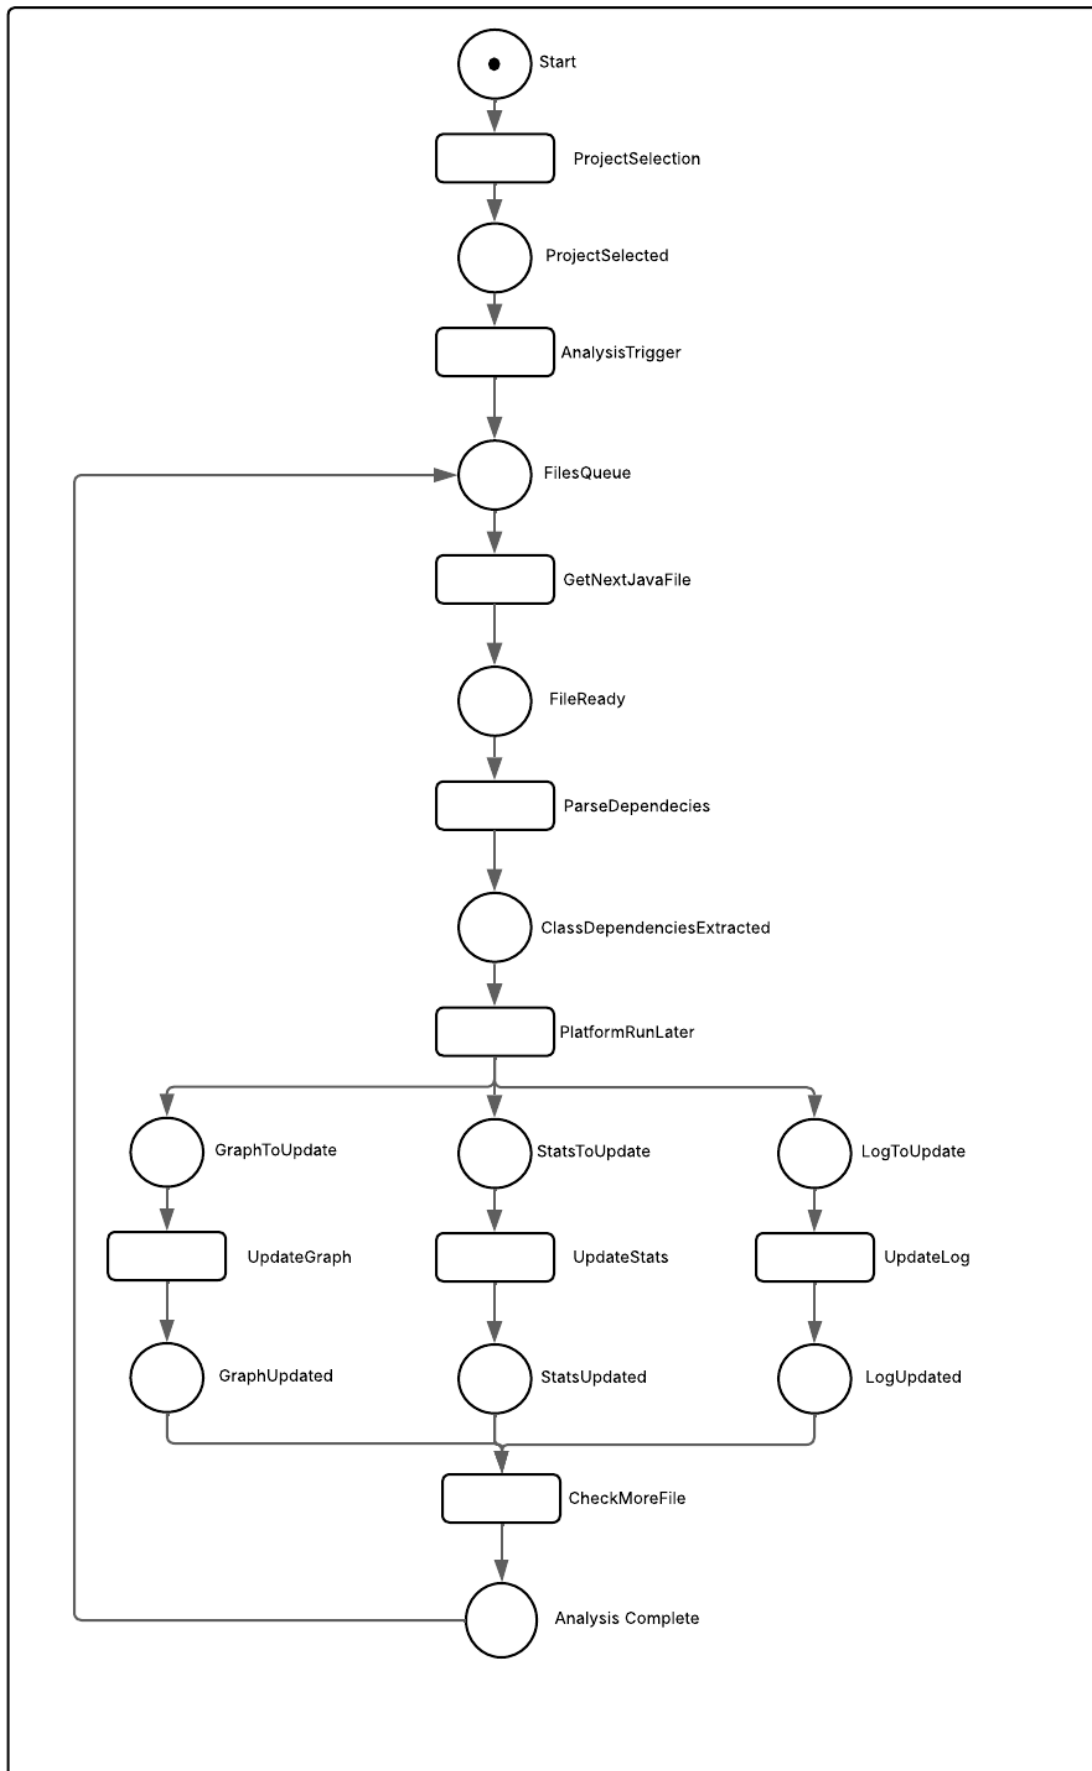 Start
ProjectSelection
ProjectSelected
AnalysisTrigger
FilesQueue
GetNextJavaFile
FileReady
ParseDependecies
ClassDependenciesExtracted
PlatformRunLater
GraphToUpdate
StatsToUpdate
LogToUpdate
UpdateGraph
UpdateStats
UpdateLog
GraphUpdated
StatsUpdated
LogUpdated
CheckMoreFile
Analysis Complete